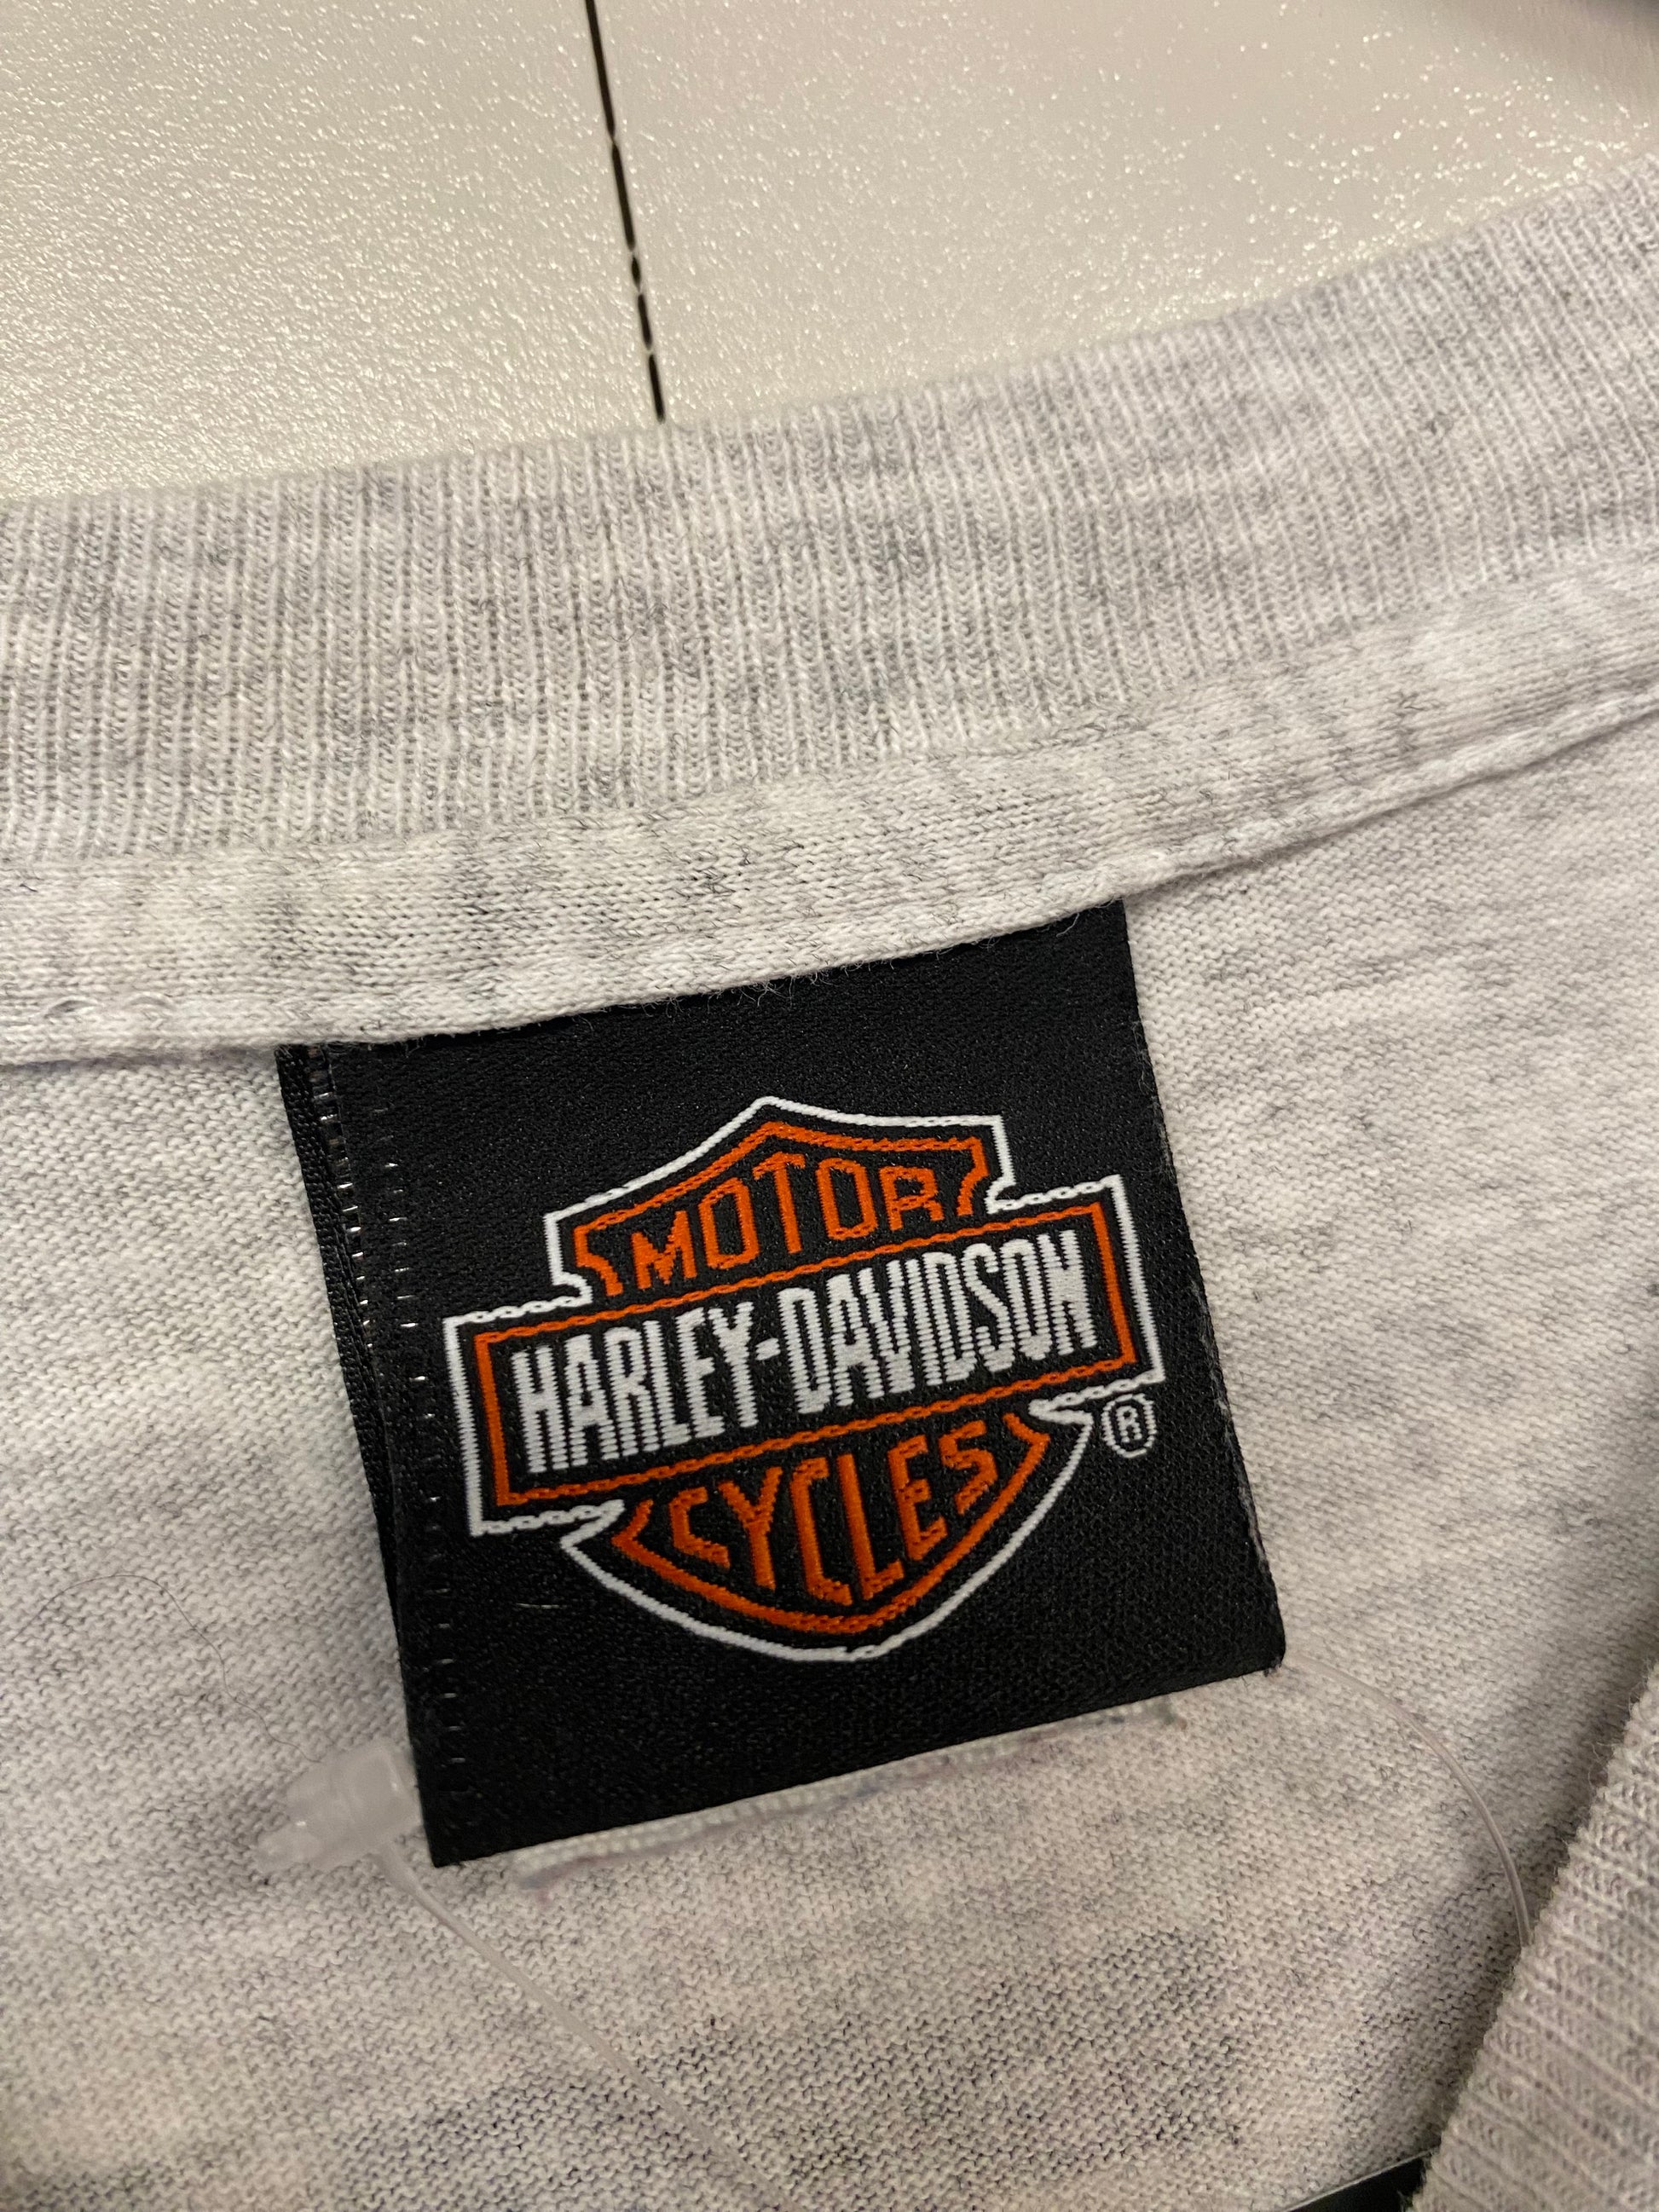 MOTOR
HARLEY-DAVIDSON
CYCLES
®